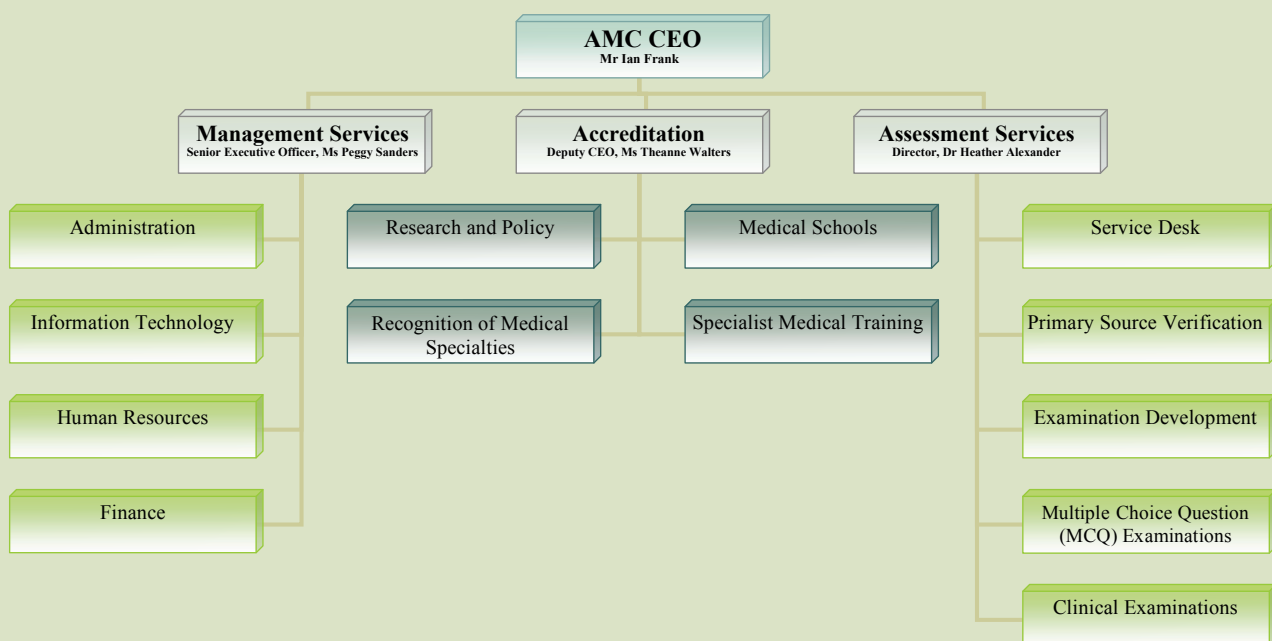 AMC CEO
Mr Ian Frank
Management Services
Senior Executive Officer, Ms Peggy Sanders
Accreditation
Deputy CEO, Ms Theanne Walters
Assessment Services
Director, Dr Heather Alexander
Administration
Information Technology
Human Resources
Finance
Research and Policy
Medical Schools
Recognition of Medical
Specialties
Specialist Medical Training
Service Desk
Primary Source Verification
Examination Development
Multiple Choice Question
(MCQ) Examinations
Clinical Examinations